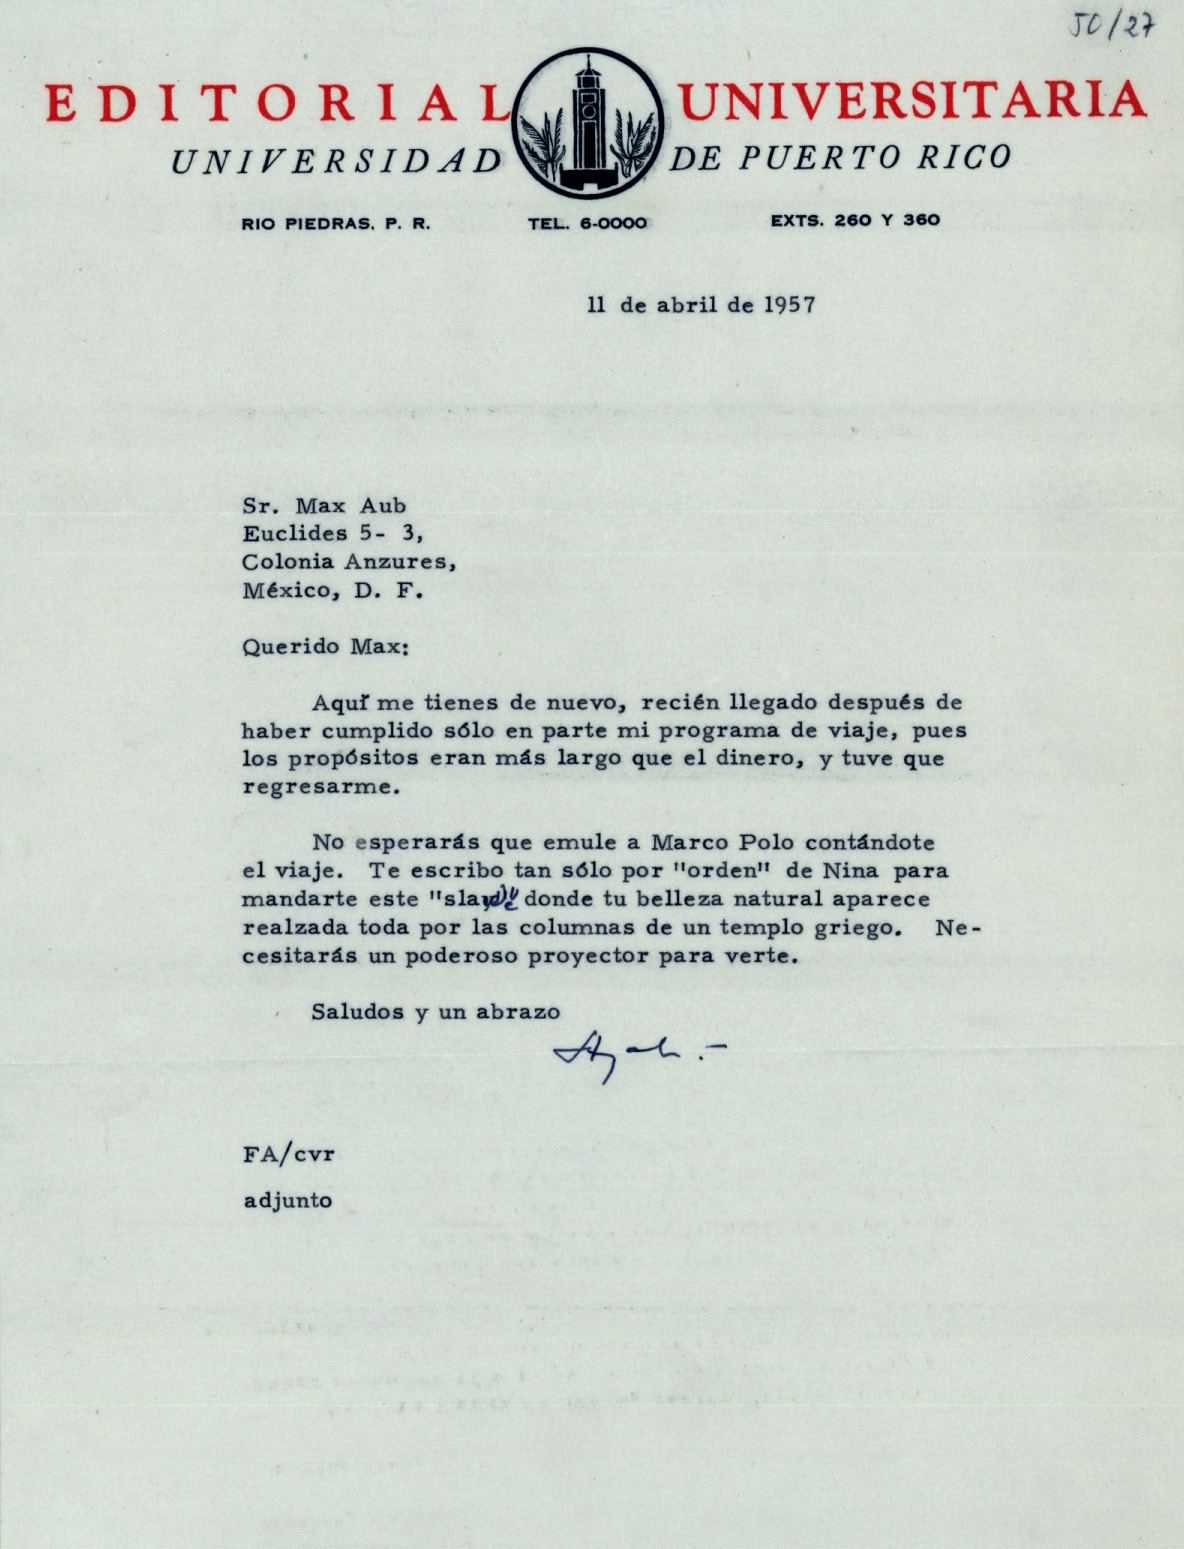 50/27
EDITORIAL UNIVERSITARIA
UNIVERSIDAD DE PUERTO RICO
RIO PIEDRAS, P. R. TEL. 6-0000 EXTS. 260 Y 360
11 de abril de 1957
Sr. Max Aub
Euclides 5- 3,
Colonia Anzures,
México, D. F.
Querido Max:
Aquí me tienes de nuevo, recién llegado después de
haber cumplido sólo en parte mi programa de viaje, pues
los propósitos eran más largo que el dinero, y tuve que
regresarme.
No esperarás que emule a Marco Polo contándote
el viaje. Te escribo tan sólo por "orden" de Nina para
mandarte este "slayde" donde tu belleza natural aparece
realzada toda por las columnas de un templo griego. Ne-
cesitarás un poderoso proyector para verte.
Saludos y un abrazo
Ayala.-
FA/cvr
adjunto